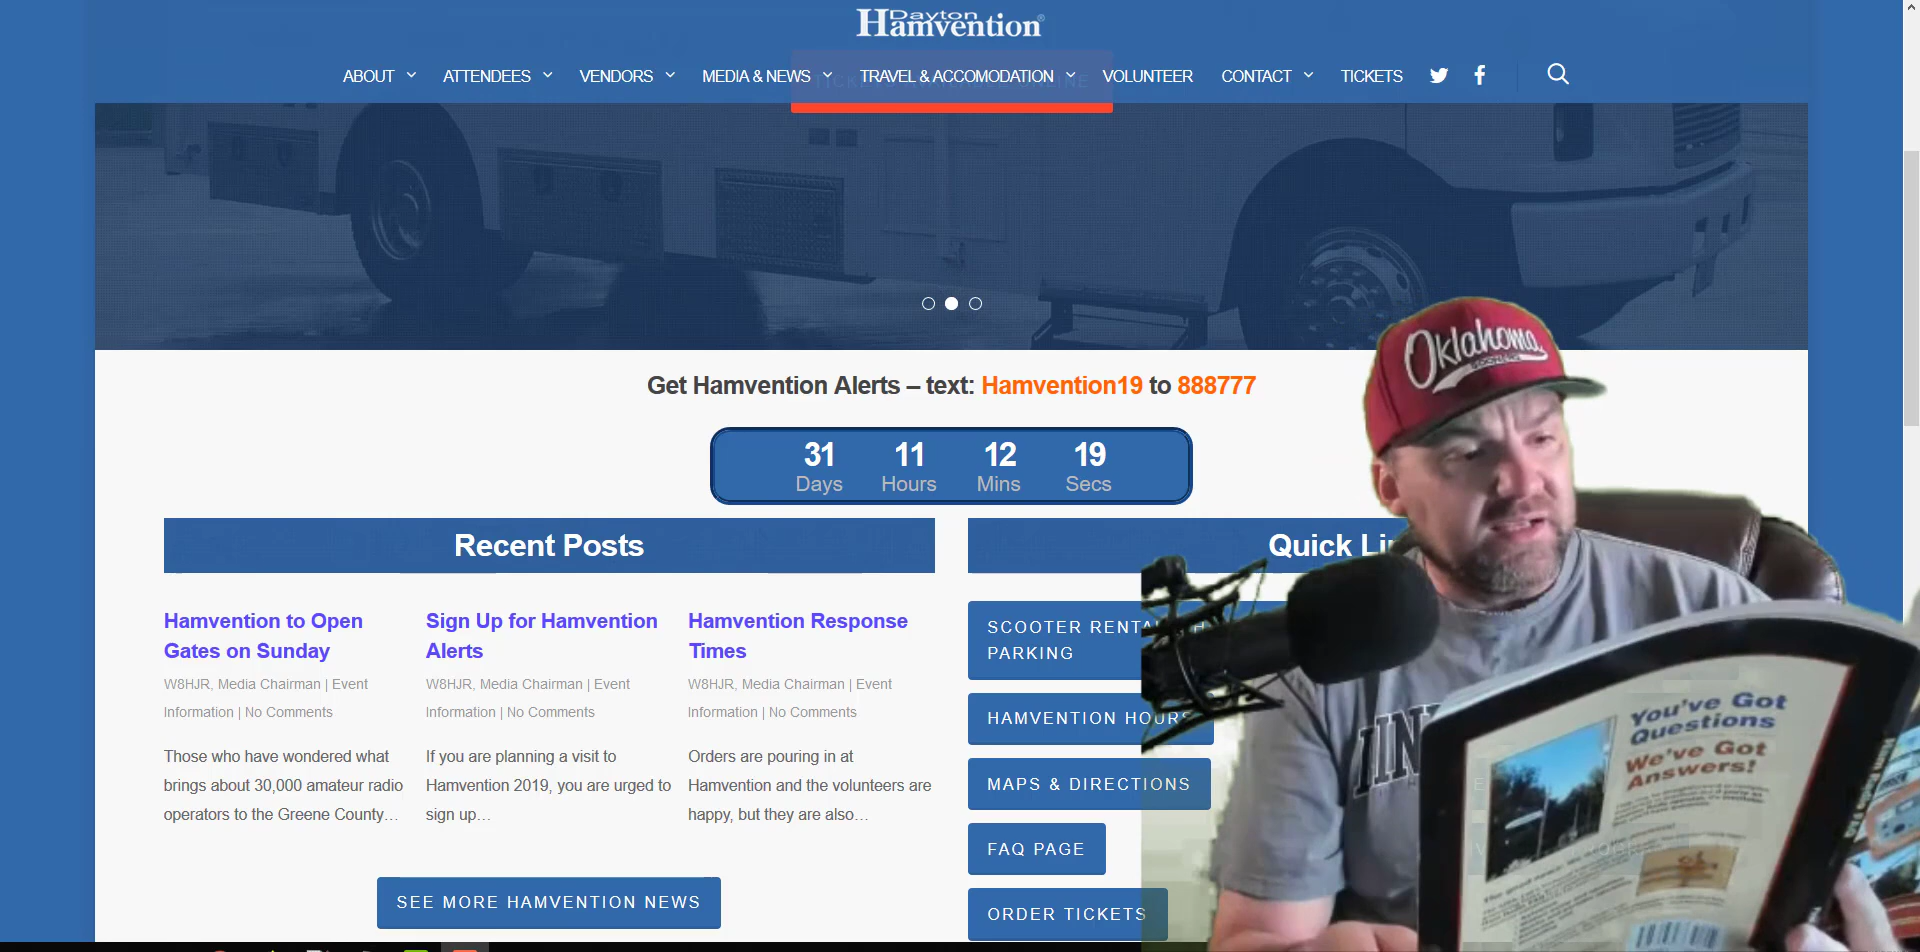 Dayton
Hamvention®
ABOUT ATTENDEES VENDORS MEDIA & NEWS TRAVEL & ACCOMODATION VOLUNTEER CONTACT TICKETS
Get Hamvention Alerts – text: Hamvention19 to 888777
31 11 12 19
Days Hours Mins Secs
Recent Posts
Hamvention to Open
Gates on Sunday
W8HJR, Media Chairman | Event
Information | No Comments
Those who have wondered what
brings about 30,000 amateur radio
operators to the Greene County…
Sign Up for Hamvention
Alerts
W8HJR, Media Chairman | Event
Information | No Comments
If you are planning a visit to
Hamvention 2019, you are urged to
sign up…
Hamvention Response
Times
W8HJR, Media Chairman | Event
Information | No Comments
Orders are pouring in at
Hamvention and the volunteers are
happy, but they are also…
SEE MORE HAMVENTION NEWS
Quick
SCOOTER
PARKING
HAMVENTION HOURS
MAPS & DIRECTIONS
FAQ PAGE
ORDER TICKETS
Oklahoma
SOONERS
You've Got
Questions
We've Got
Answers!